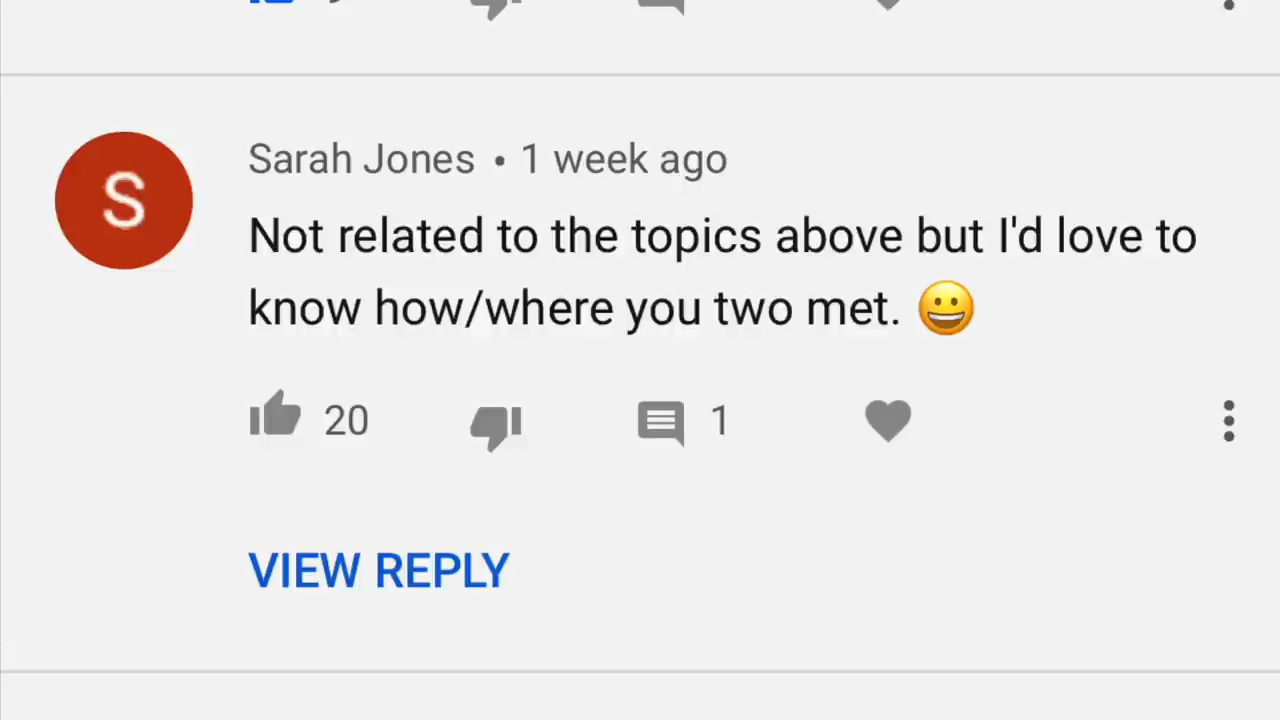 S
Sarah Jones • 1 week ago
Not related to the topics above but I'd love to
know how/where you two met. 😀
20
1
VIEW REPLY